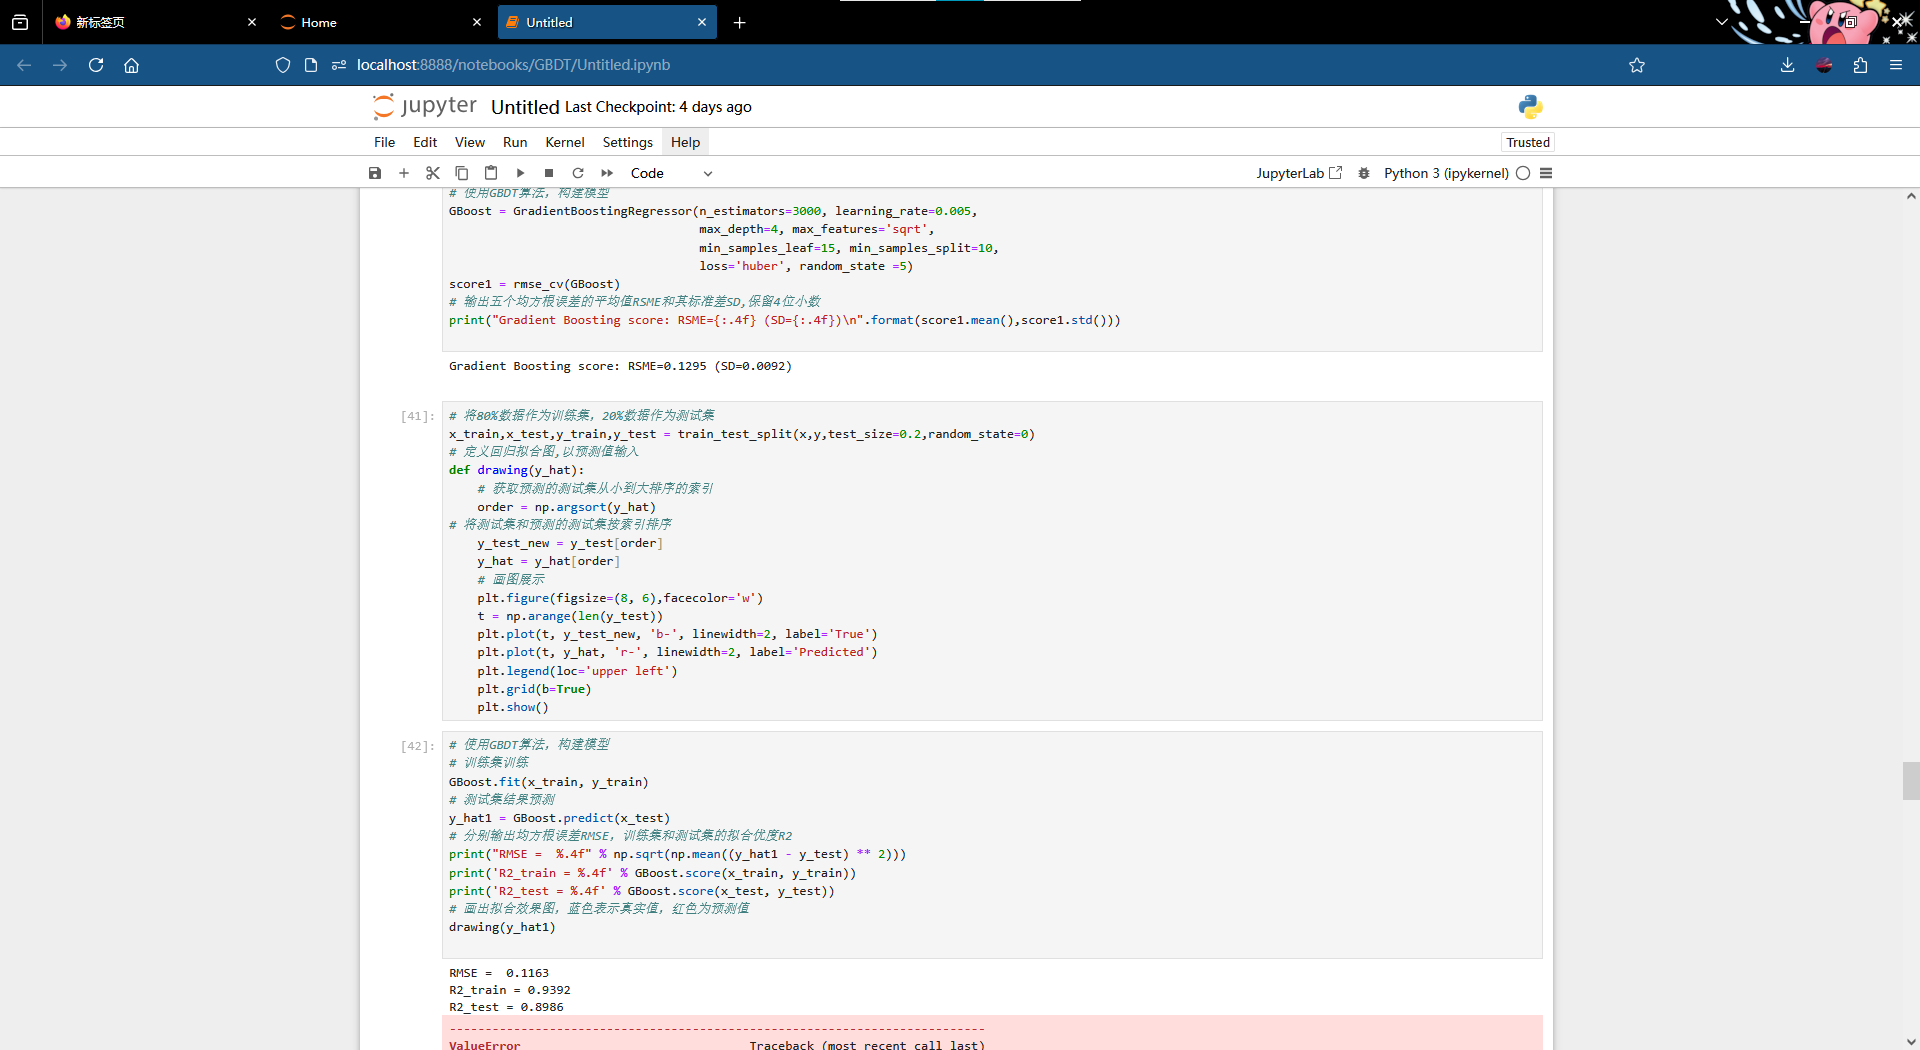 新标签页
Home
Untitled
localhost:8888/notebooks/GBDT/Untitled.ipynb
jupyter Untitled Last Checkpoint: 4 days ago
File Edit View Run Kernel Settings Help
Trusted
Code
JupyterLab
Python 3 (ipykernel)
# 使用GBDT算法，构建模型
GBoost = GradientBoostingRegressor(n_estimators=3000, learning_rate=0.005,
max_depth=4, max_features='sqrt',
min_samples_leaf=15, min_samples_split=10,
loss='huber', random_state =5)
score1 = rmse_cv(GBoost)
# 输出五个均方根误差的平均值RSME和其标准差SD,保留4位小数
print("Gradient Boosting score: RSME={:.4f} (SD={:.4f})\n".format(score1.mean(),score1.std()))
Gradient Boosting score: RSME=0.1295 (SD=0.0092)
[41]:
# 将80%数据作为训练集，20%数据作为测试集
x_train,x_test,y_train,y_test = train_test_split(x,y,test_size=0.2,random_state=0)
# 定义回归拟合图,以预测值输入
def drawing(y_hat):
# 获取预测的测试集从小到大排序的索引
order = np.argsort(y_hat)
# 将测试集和预测的测试集按索引排序
y_test_new = y_test[order]
y_hat = y_hat[order]
# 画图展示
plt.figure(figsize=(8, 6),facecolor='w')
t = np.arange(len(y_test))
plt.plot(t, y_test_new, 'b-', linewidth=2, label='True')
plt.plot(t, y_hat, 'r-', linewidth=2, label='Predicted')
plt.legend(loc='upper left')
plt.grid(b=True)
plt.show()
[42]:
# 使用GBDT算法，构建模型
# 训练集训练
GBoost.fit(x_train, y_train)
# 测试集结果预测
y_hat1 = GBoost.predict(x_test)
# 分别输出均方根误差RMSE，训练集和测试集的拟合优度R2
print("RMSE =  %.4f" % np.sqrt(np.mean((y_hat1 - y_test) ** 2)))
print('R2_train = %.4f' % GBoost.score(x_train, y_train))
print('R2_test = %.4f' % GBoost.score(x_test, y_test))
# 画出拟合效果图，蓝色表示真实值，红色为预测值
drawing(y_hat1)
RMSE =  0.1163
R2_train = 0.9392
R2_test = 0.8986
---------------------------------------------------------------------------
ValueError Traceback (most recent call last)